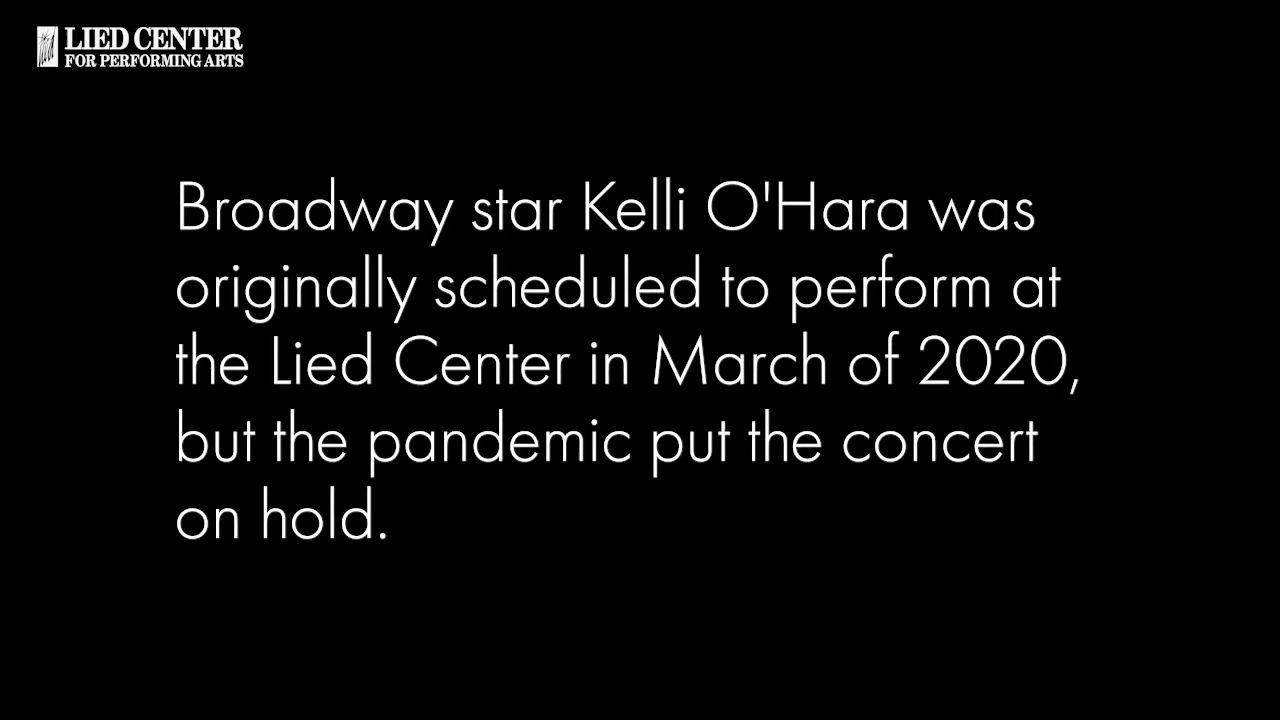 LIED CENTER
FOR PERFORMING ARTS
Broadway star Kelli O'Hara was
originally scheduled to perform at
the Lied Center in March of 2020,
but the pandemic put the concert
on hold.